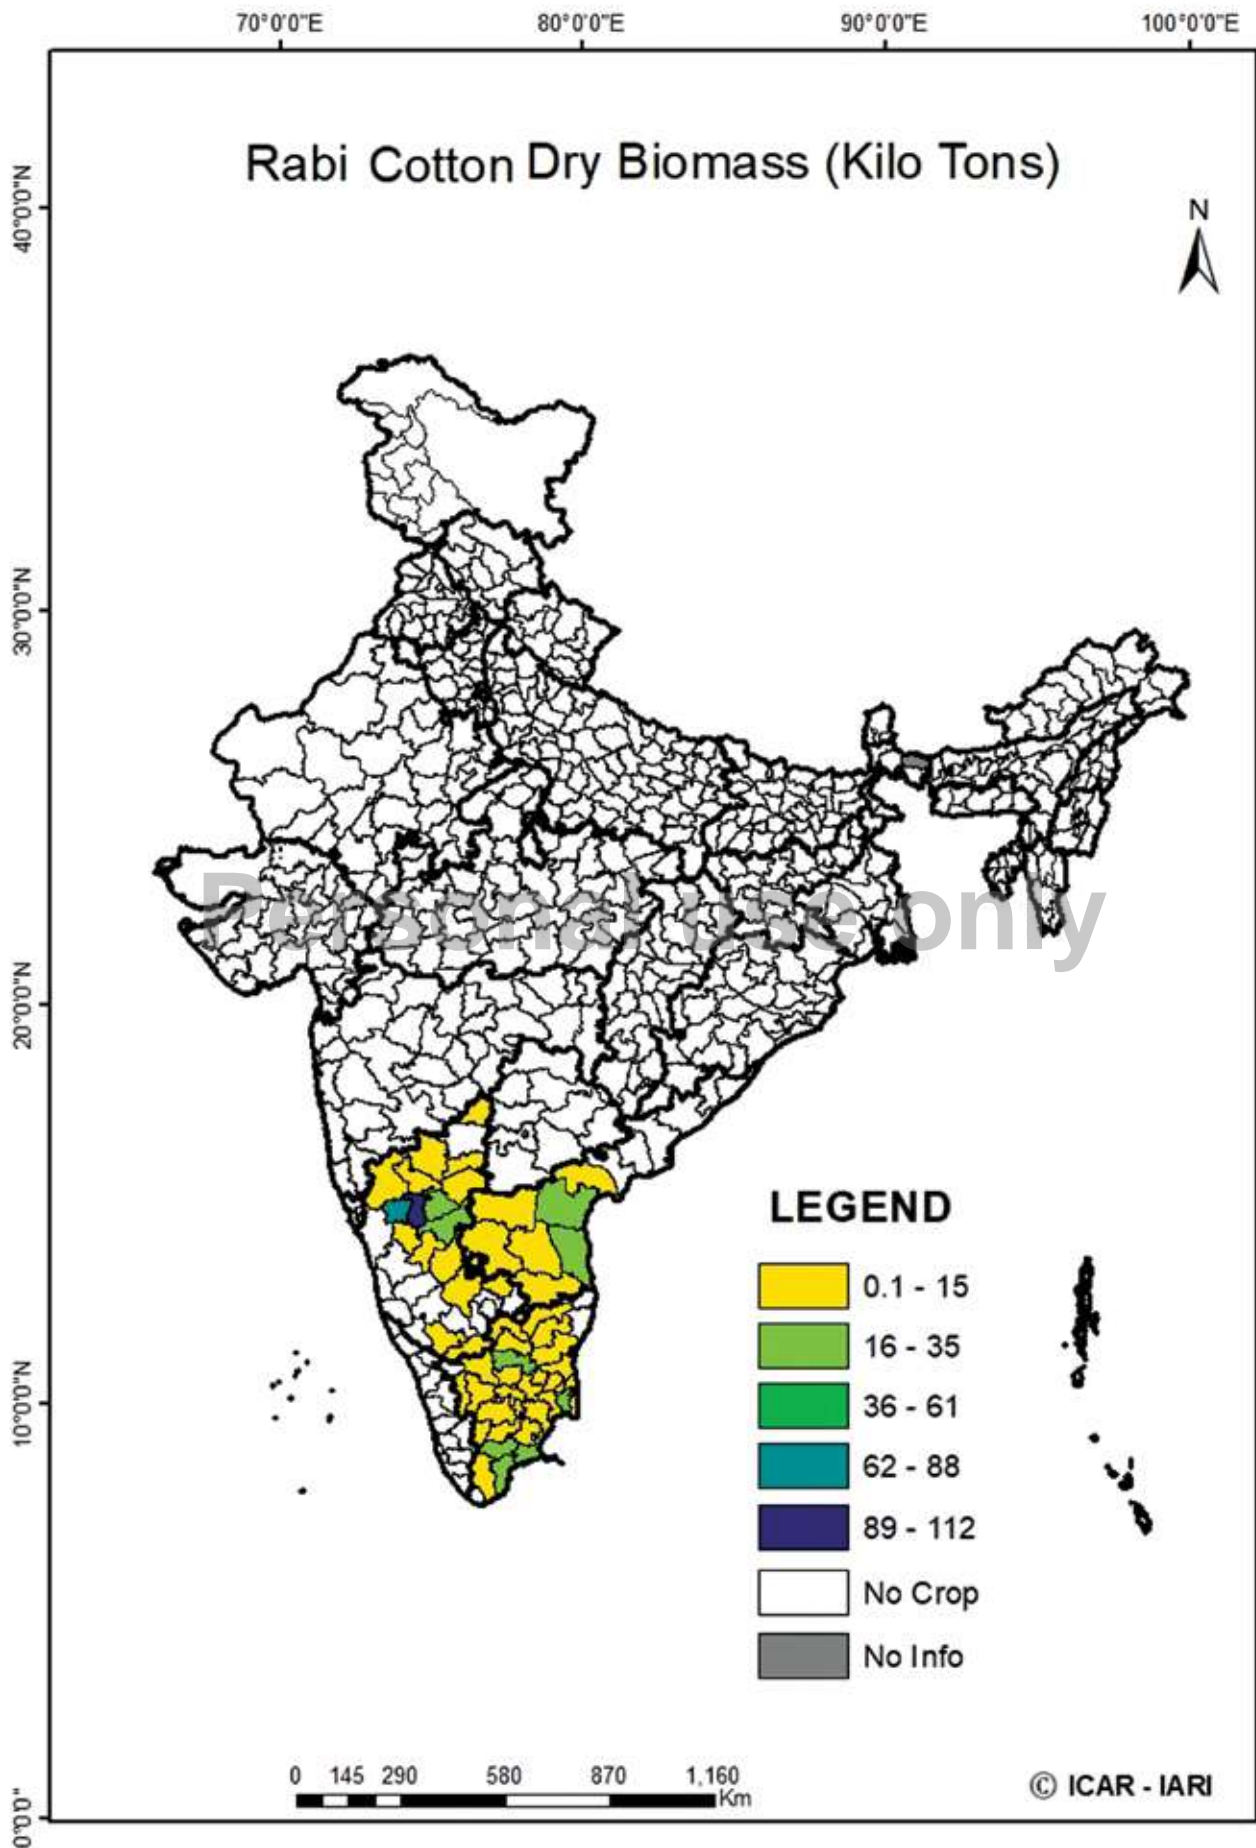 70°0'0"E 80°0'0"E 90°0'0"E 100°0'0"E
Rabi Cotton Dry Biomass (Kilo Tons)
40°0'0"N
N
30°0'0"N
Personal use only
20°0'0"N
LEGEND
0.1 - 15
16 - 35
36 - 61
62 - 88
89 - 112
No Crop
No Info
10°0'0"N
0 145 290 580 870 1,160
Km
© ICAR - IARI